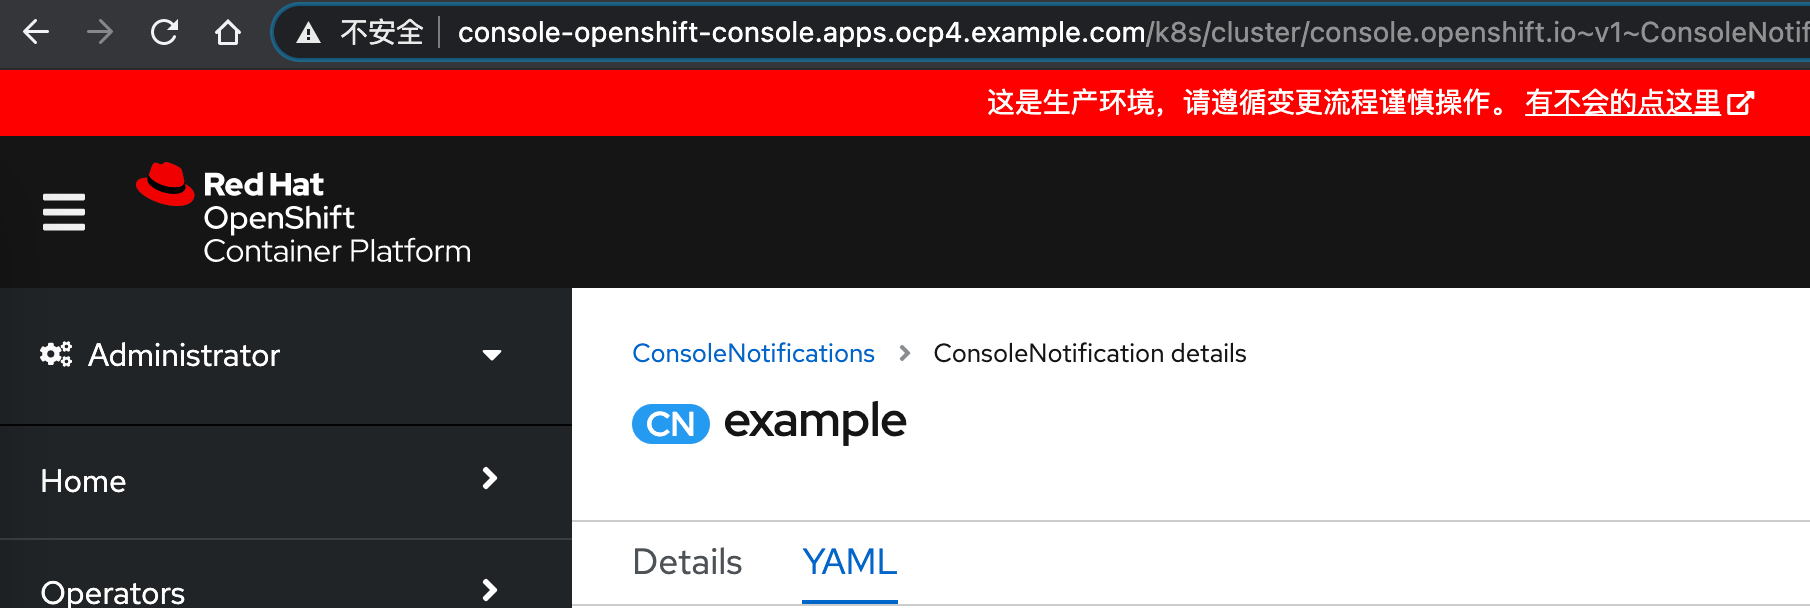 不安全 console-openshift-console.apps.ocp4.example.com/k8s/cluster/console.openshift.io~v1~ConsoleNotif
这是生产环境，请遵循变更流程谨慎操作。 有不会的点这里
Red Hat
OpenShift
Container Platform
Administrator
ConsoleNotifications ConsoleNotification details
CN example
Home
Details YAML
Operators